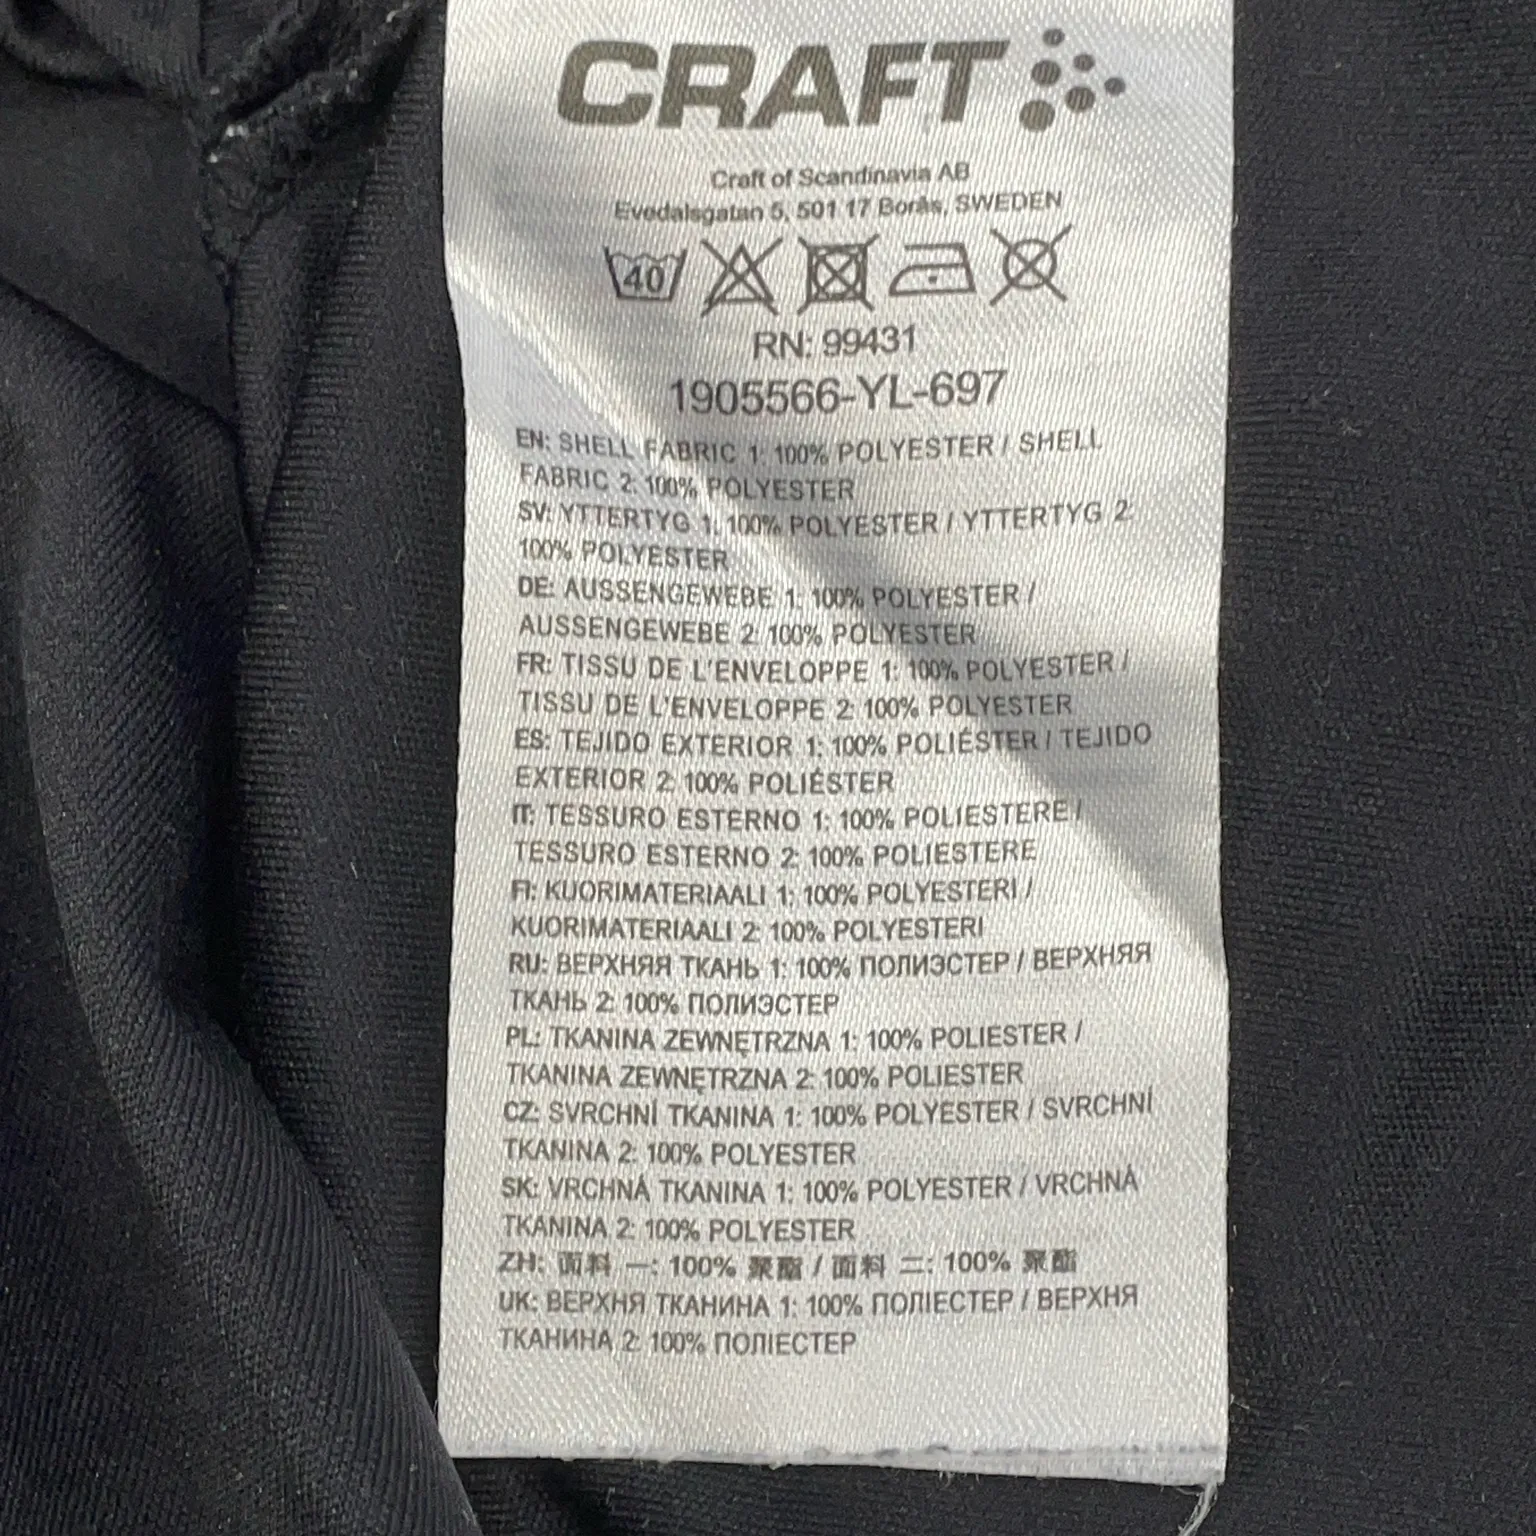 CRAFT
Craft of Scandinavia AB
Evedalsgatan 5, 501 17 Borås, SWEDEN
40
RN: 99431
1905566-YL-697
EN: SHELL FABRIC 1: 100% POLYESTER / SHELL
FABRIC 2: 100% POLYESTER
SV: YTTERTYG 1: 100% POLYESTER / YTTERTYG 2:
100% POLYESTER
DE: AUSSENGEWEBE 1: 100% POLYESTER /
AUSSENGEWEBE 2: 100% POLYESTER
FR: TISSU DE L'ENVELOPPE 1: 100% POLYESTER /
TISSU DE L'ENVELOPPE 2: 100% POLYESTER
ES: TEJIDO EXTERIOR 1: 100% POLIÉSTER / TEJIDO
EXTERIOR 2: 100% POLIÉSTER
IT: TESSURO ESTERNO 1: 100% POLIESTERE /
TESSURO ESTERNO 2: 100% POLIESTERE
FI: KUORIMATERIAALI 1: 100% POLYESTERI /
KUORIMATERIAALI 2: 100% POLYESTERI
RU: ВЕРХНЯЯ ТКАНЬ 1: 100% ПОЛИЭСТЕР / ВЕРХНЯЯ
ТКАНЬ 2: 100% ПОЛИЭСТЕР
PL: TKANINA ZEWNĘTRZNA 1: 100% POLIESTER /
TKANINA ZEWNĘTRZNA 2: 100% POLIESTER
CZ: SVRCHNÍ TKANINA 1: 100% POLYESTER / SVRCHNÍ
TKANINA 2: 100% POLYESTER
SK: VRCHNÁ TKANINA 1: 100% POLYESTER / VRCHNÁ
TKANINA 2: 100% POLYESTER
ZH: 面料 一: 100% 聚酯 / 面料 二: 100% 聚酯
UK: ВЕРХНЯ ТКАНИНА 1: 100% ПОЛІЕСТЕР / ВЕРХНЯ
ТКАНИНА 2: 100% ПОЛІЕСТЕР